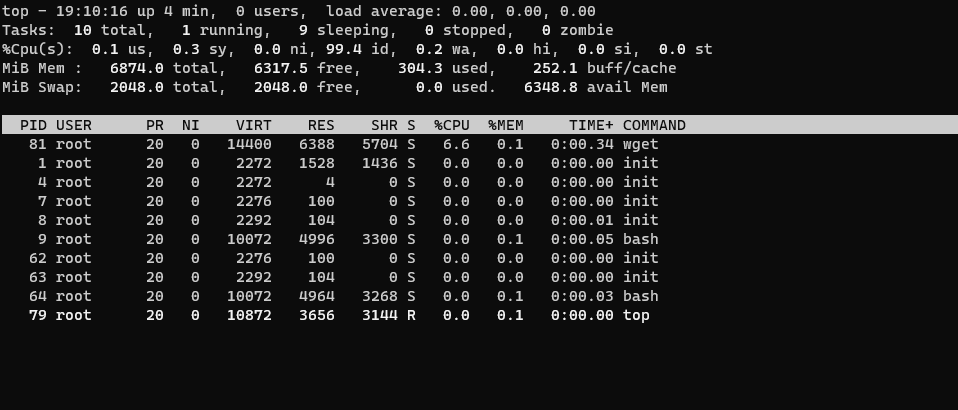 top - 19:10:16 up 4 min,  0 users,  load average: 0.00, 0.00, 0.00
Tasks:  10 total,   1 running,   9 sleeping,   0 stopped,   0 zombie
%Cpu(s):  0.1 us,  0.3 sy,  0.0 ni, 99.4 id,  0.2 wa,  0.0 hi,  0.0 si,  0.0 st
MiB Mem :   6874.0 total,   6317.5 free,    304.3 used,    252.1 buff/cache
MiB Swap:   2048.0 total,   2048.0 free,      0.0 used.   6348.8 avail Mem
  PID USER      PR  NI    VIRT    RES    SHR S  %CPU  %MEM     TIME+ COMMAND
   81 root      20   0   14400   6388   5704 S   6.6   0.1   0:00.34 wget
    1 root      20   0    2272   1528   1436 S   0.0   0.0   0:00.00 init
    4 root      20   0    2272      4      0 S   0.0   0.0   0:00.00 init
    7 root      20   0    2276    100      0 S   0.0   0.0   0:00.00 init
    8 root      20   0    2292    104      0 S   0.0   0.0   0:00.01 init
    9 root      20   0   10072   4996   3300 S   0.0   0.1   0:00.05 bash
   62 root      20   0    2276    100      0 S   0.0   0.0   0:00.00 init
   63 root      20   0    2292    104      0 S   0.0   0.0   0:00.00 init
   64 root      20   0   10072   4964   3268 S   0.0   0.1   0:00.03 bash
   79 root      20   0   10872   3656   3144 R   0.0   0.1   0:00.00 top